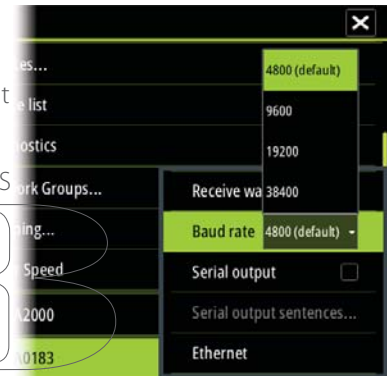 es...
4800 (default)
t
e list
9600
ostics
19200
S
ork Groups...
Receive wa
38400
ing...
Baud rate
4800 (default)
Speed
Serial output
A2000
Serial output sentences...
A0183
Ethernet